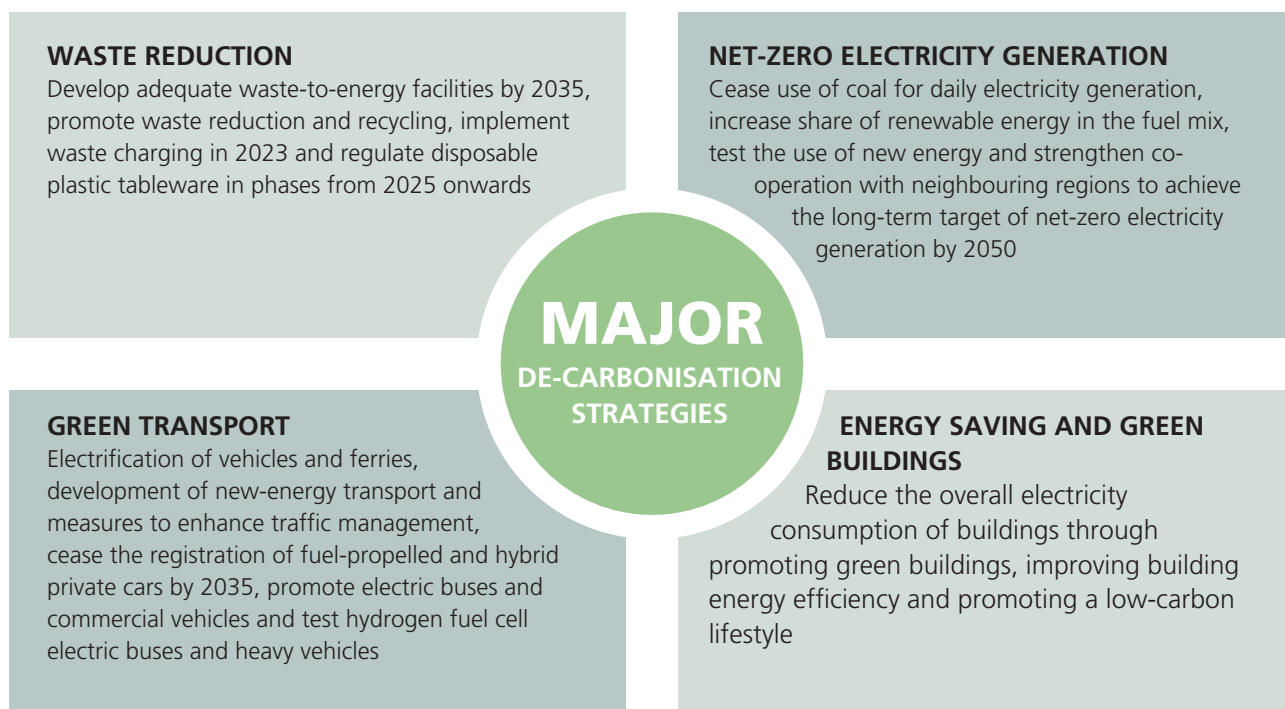 WASTE REDUCTION
Develop adequate waste-to-energy facilities by 2035,
promote waste reduction and recycling, implement
waste charging in 2023 and regulate disposable
plastic tableware in phases from 2025 onwards
NET-ZERO ELECTRICITY GENERATION
Cease use of coal for daily electricity generation,
increase share of renewable energy in the fuel mix,
test the use of new energy and strengthen co-
operation with neighbouring regions to achieve
the long-term target of net-zero electricity
generation by 2050
MAJOR
DE-CARBONISATION
STRATEGIES
GREEN TRANSPORT
Electrification of vehicles and ferries,
development of new-energy transport and
measures to enhance traffic management,
cease the registration of fuel-propelled and hybrid
private cars by 2035, promote electric buses and
commercial vehicles and test hydrogen fuel cell
electric buses and heavy vehicles
ENERGY SAVING AND GREEN
BUILDINGS
Reduce the overall electricity
consumption of buildings through
promoting green buildings, improving building
energy efficiency and promoting a low-carbon
lifestyle